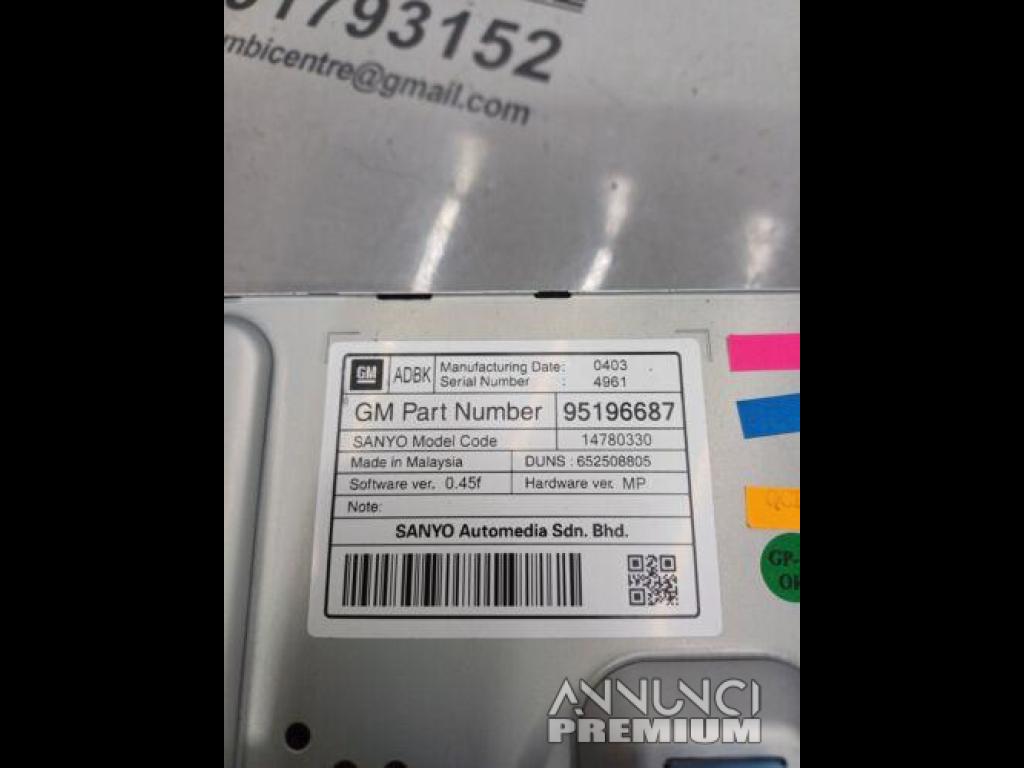 793152
mbicentre@gmail.com
GM
ADBK
Manufacturing Date: 0403
Serial Number : 4961
GM Part Number 95196687
SANYO Model Code 14780330
Made in Malaysia DUNS : 652508805
Software ver. 0.45f Hardware ver. MP
Note:
SANYO Automedia Sdn. Bhd.
GP-
ANNUNCI
PREMIUM